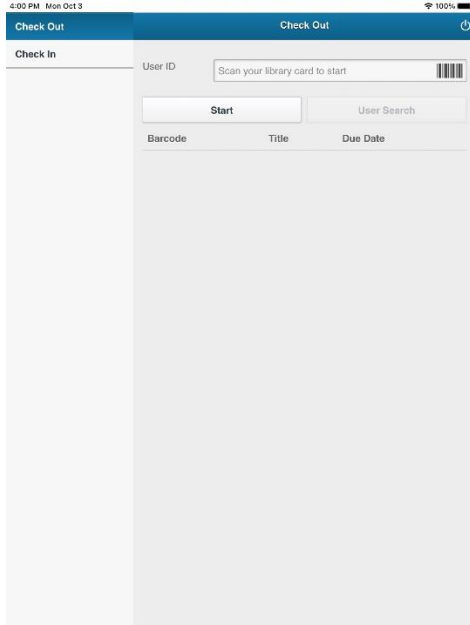 4:00 PM Mon Oct 3 100%
Check Out Check Out
Check In
User ID Scan your library card to start
Start User Search
Barcode Title Due Date